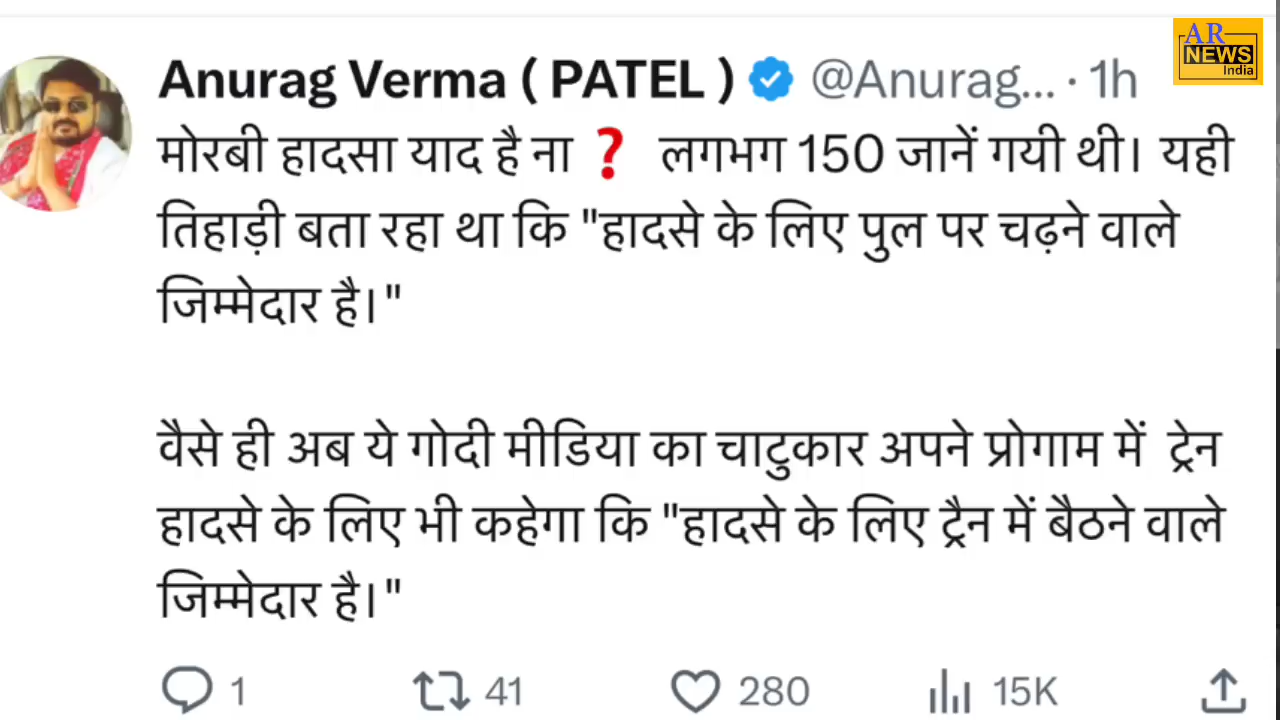 AR
NEWS
India
Anurag Verma ( PATEL ) @Anurag... · 1h
मोरबी हादसा याद है ना ❓ लगभग 150 जानें गयी थी। यही
तिहाड़ी बता रहा था कि "हादसे के लिए पुल पर चढ़ने वाले
जिम्मेदार है।"
वैसे ही अब ये गोदी मीडिया का चाटुकार अपने प्रोगाम में ट्रेन
हादसे के लिए भी कहेगा कि "हादसे के लिए ट्रैन में बैठने वाले
जिम्मेदार है।"
1 41 280 15K